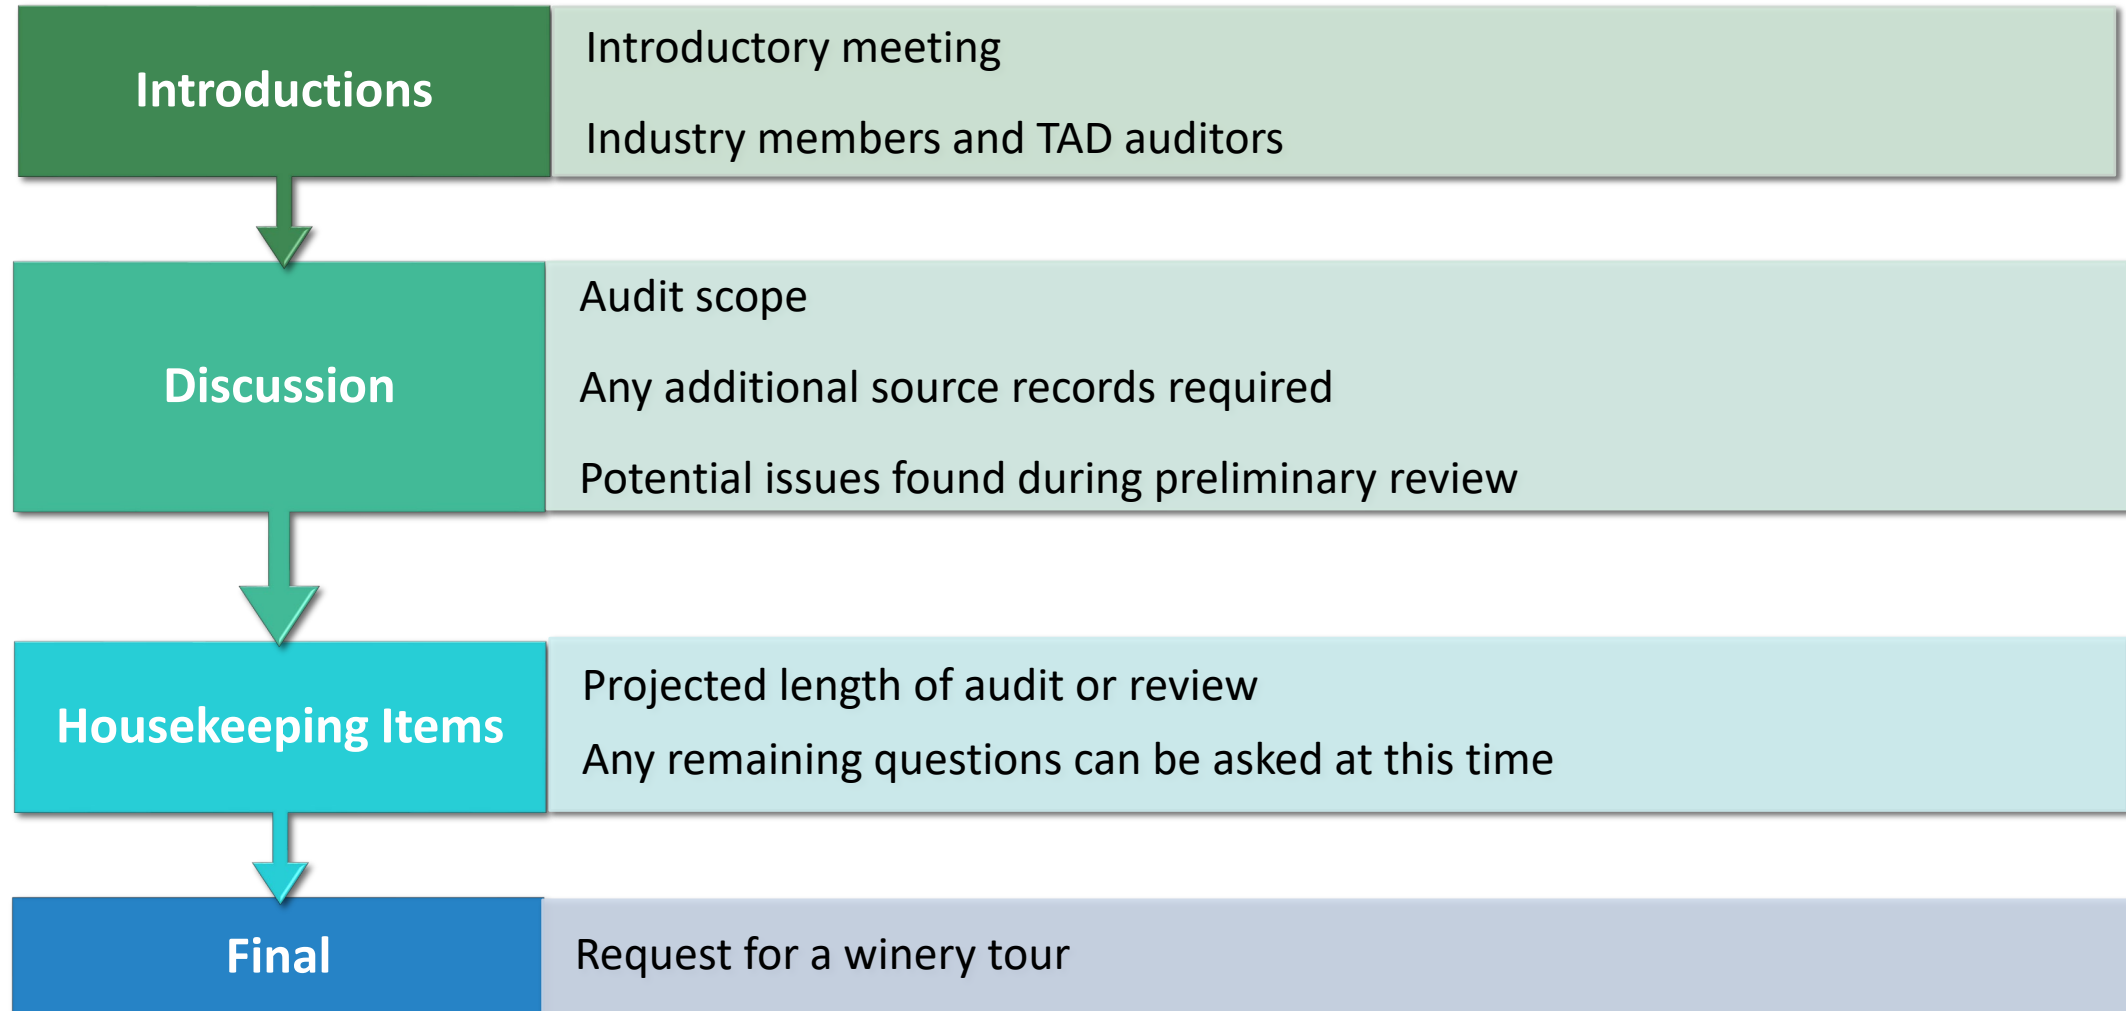 Introductions
Introductory meeting
Industry members and TAD auditors
Discussion
Audit scope
Any additional source records required
Potential issues found during preliminary review
Housekeeping Items
Projected length of audit or review
Any remaining questions can be asked at this time
Final
Request for a winery tour